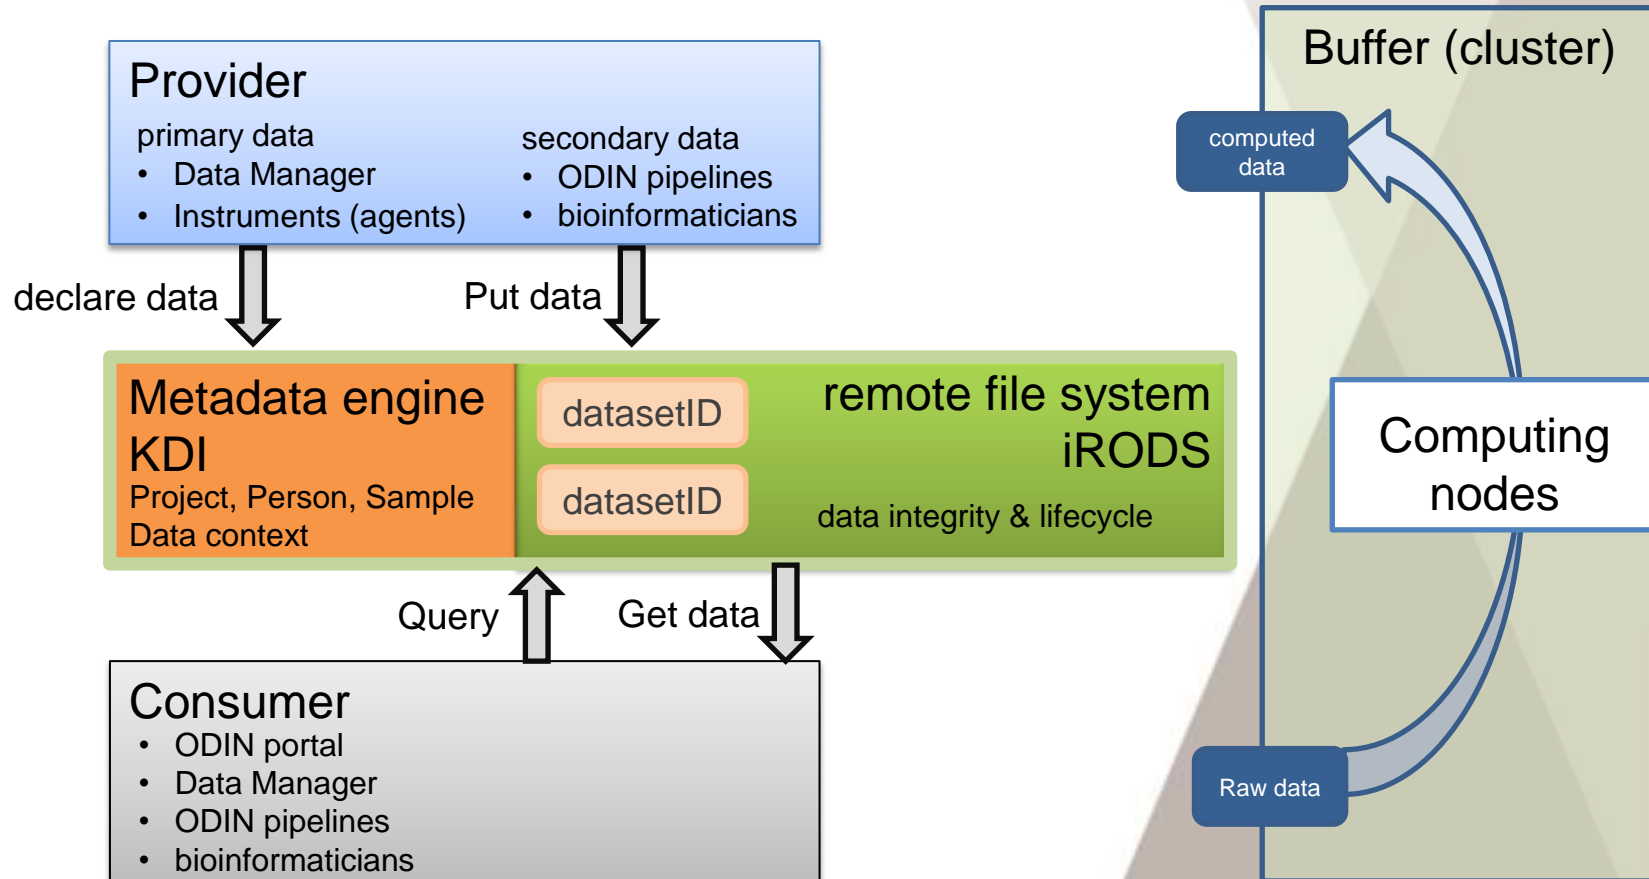 Provider
primary data
• Data Manager
• Instruments (agents)
secondary data
• ODIN pipelines
• bioinformaticians
declare data
Put data
Metadata engine
KDI
Project, Person, Sample
Data context
datasetID
datasetID
remote file system
iRODS
data integrity & lifecycle
Query
Get data
Consumer
• ODIN portal
• Data Manager
• ODIN pipelines
• bioinformaticians
Buffer (cluster)
computed
data
Computing
nodes
Raw data